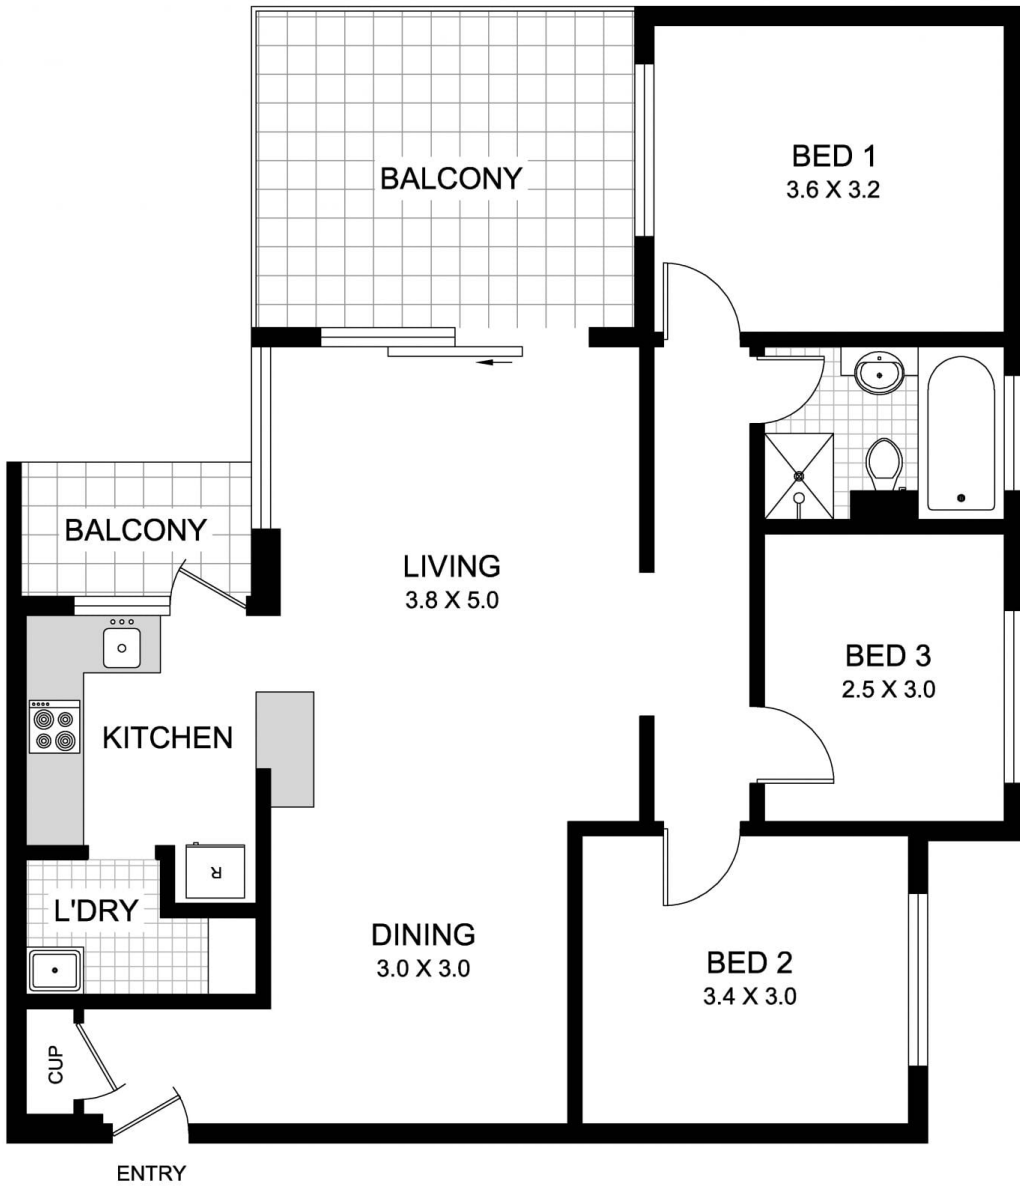 BALCONY
BED 1
3.6 X 3.2
BALCONY
LIVING
3.8 X 5.0
BED 3
2.5 X 3.0
KITCHEN
R
L'DRY
DINING
3.0 X 3.0
BED 2
3.4 X 3.0
CUP
ENTRY